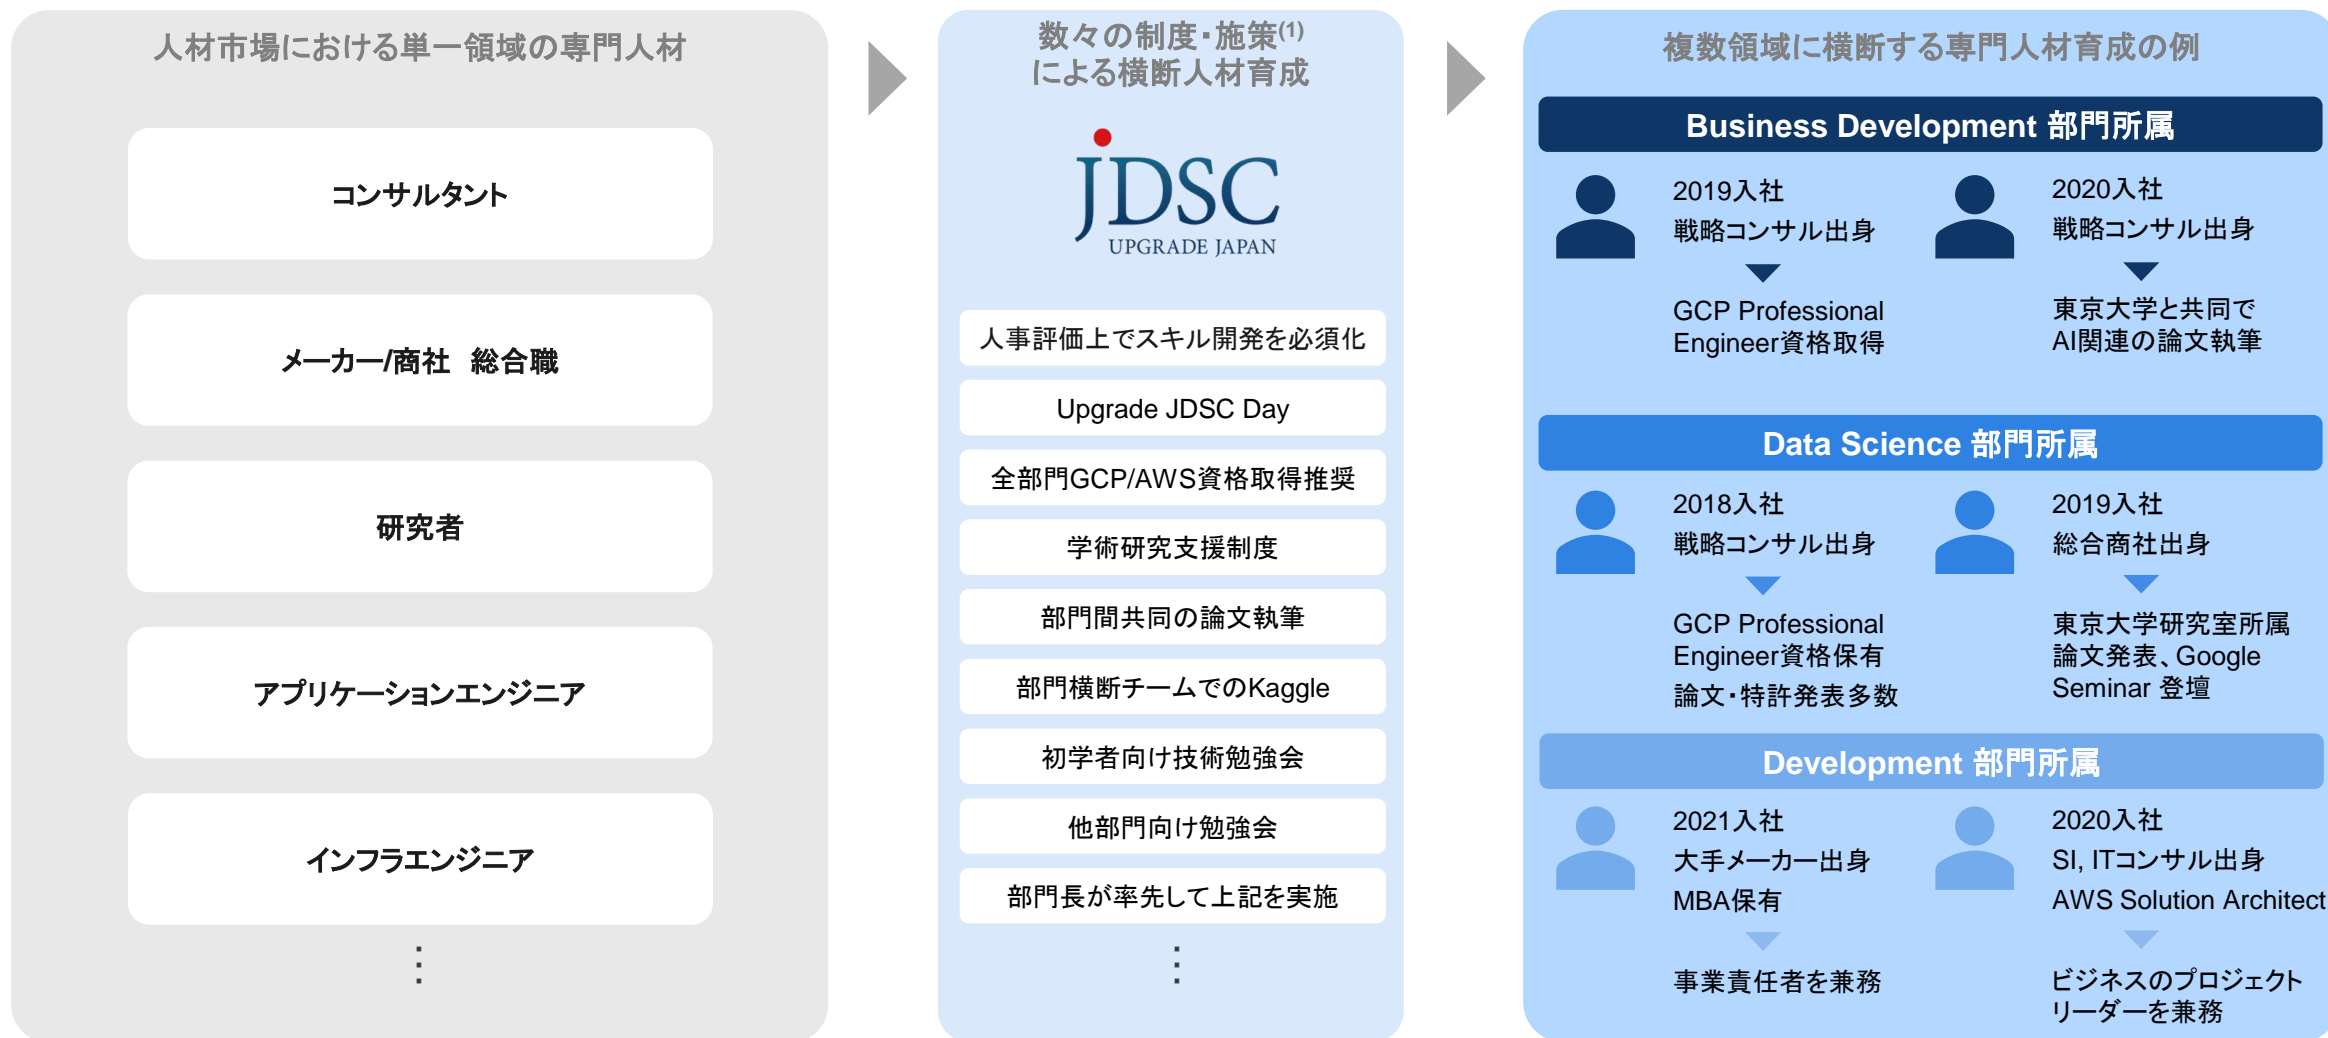 人材市場における単一領域の専門人材
コンサルタント
メーカー/商社　総合職
研究者
アプリケーションエンジニア
インフラエンジニア
⋮
数々の制度・施策(1)
による横断人材育成
JDSC
UPGRADE JAPAN
人事評価上でスキル開発を必須化
Upgrade JDSC Day
全部門GCP/AWS資格取得推奨
学術研究支援制度
部門間共同の論文執筆
部門横断チームでのKaggle
初学者向け技術勉強会
他部門向け勉強会
部門長が率先して上記を実施
⋮
複数領域に横断する専門人材育成の例
Business Development 部門所属
2019入社
戦略コンサル出身
GCP Professional
Engineer資格取得
2020入社
戦略コンサル出身
東京大学と共同で
AI関連の論文執筆
Data Science 部門所属
2018入社
戦略コンサル出身
GCP Professional
Engineer資格保有
論文・特許発表多数
2019入社
総合商社出身
東京大学研究室所属
論文発表、Google
Seminar 登壇
Development 部門所属
2021入社
大手メーカー出身
MBA保有
事業責任者を兼務
2020入社
SI, ITコンサル出身
AWS Solution Architect
ビジネスのプロジェクト
リーダーを兼務